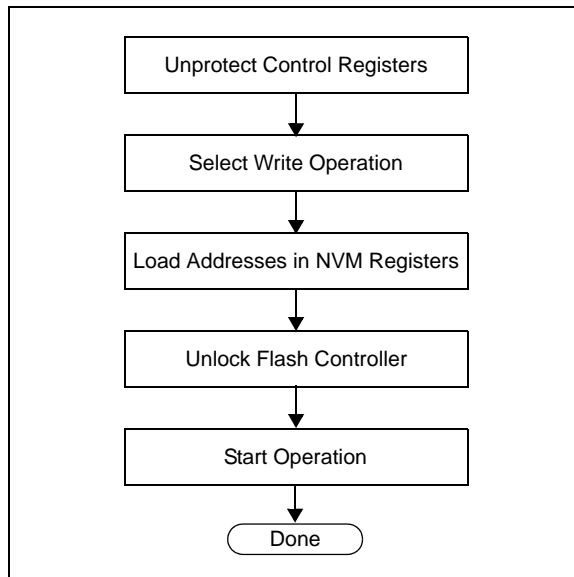 Unprotect Control Registers
Select Write Operation
Load Addresses in NVM Registers
Unlock Flash Controller
Start Operation
Done